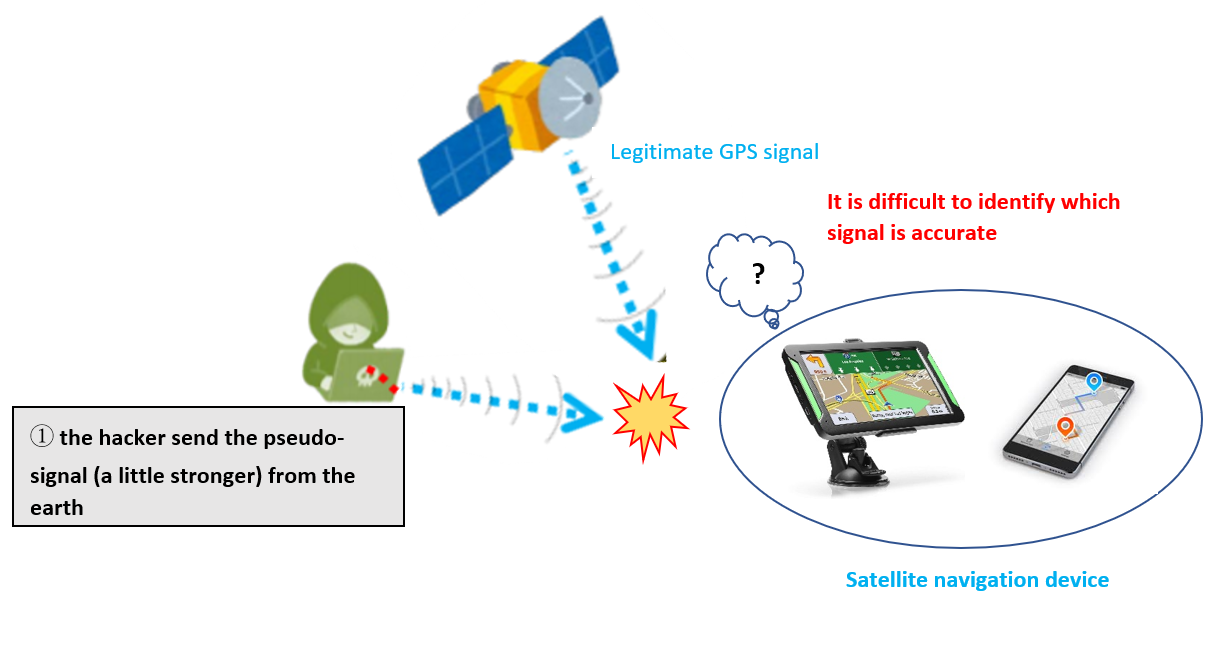 Legitimate GPS signal
It is difficult to identify which
signal is accurate
?
① the hacker send the pseudo-
signal (a little stronger) from the
earth
Satellite navigation device